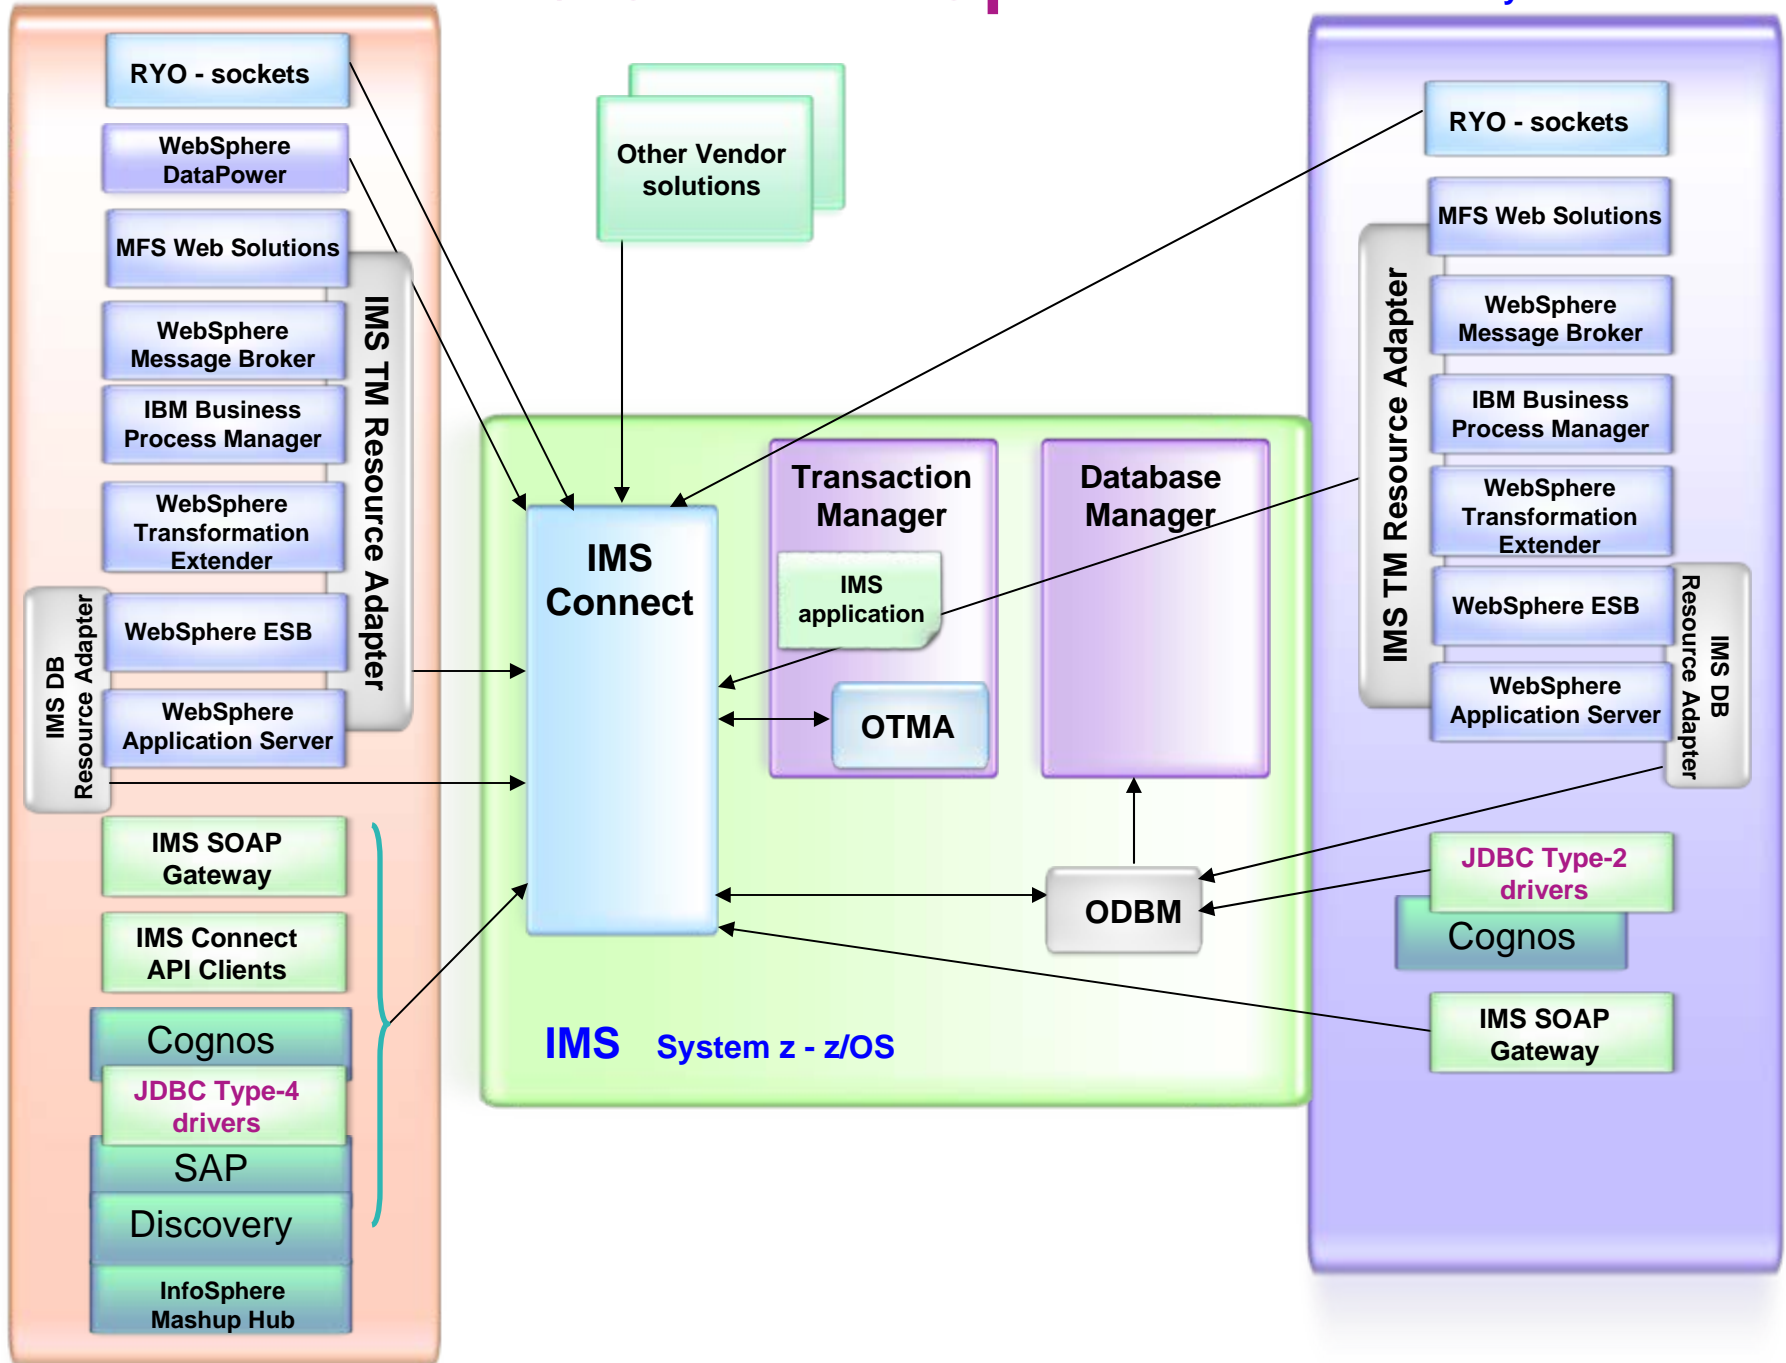 RYO - sockets
WebSphere
DataPower
MFS Web Solutions
WebSphere
Message Broker
IBM Business
Process Manager
WebSphere
Transformation
Extender
WebSphere ESB
WebSphere
Application Server
IMS TM Resource Adapter
IMS DB
Resource Adapter
IMS SOAP
Gateway
IMS Connect
API Clients
Cognos
JDBC Type-4
drivers
SAP
Discovery
InfoSphere
Mashup Hub
Other Vendor
solutions
IMS
Connect
Transaction
Manager
IMS
application
OTMA
Database
Manager
ODBM
IMS System z - z/OS
RYO - sockets
MFS Web Solutions
WebSphere
Message Broker
IBM Business
Process Manager
WebSphere
Transformation
Extender
WebSphere ESB
WebSphere
Application Server
IMS TM Resource Adapter
IMS DB
Resource Adapter
JDBC Type-2
drivers
Cognos
IMS SOAP
Gateway